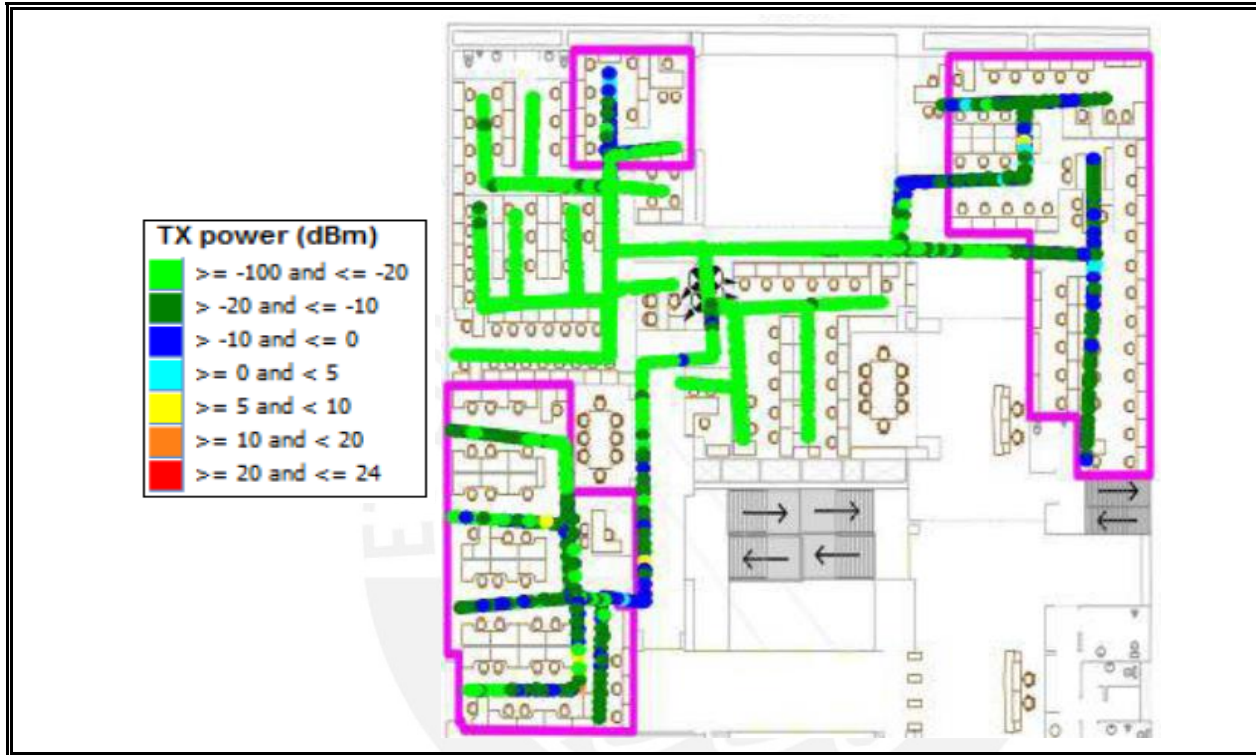 TX power (dBm)
>= -100 and <= -20
> -20 and <= -10
> -10 and <= 0
>= 0 and < 5
>= 5 and < 10
>= 10 and < 20
>= 20 and <= 24